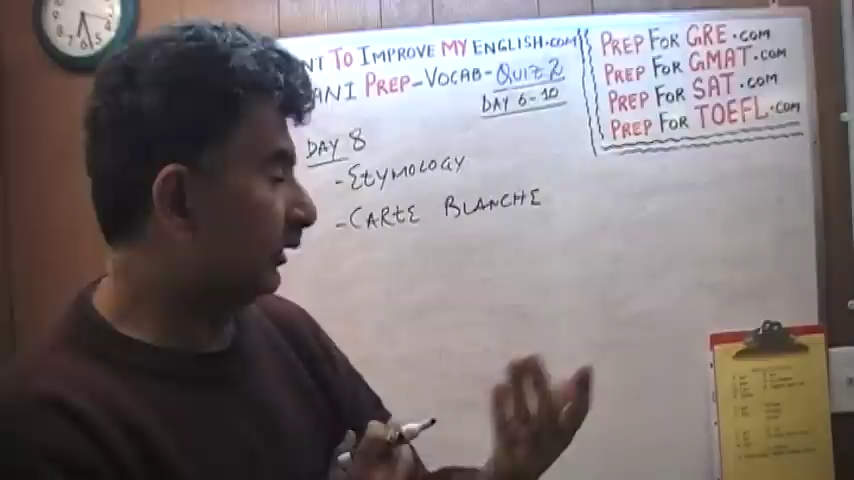 NT TO IMPROVE MY ENGLISH.COM
ANI PREP-VOCAB-QUIZ 2
DAY 6-10
PREP FOR GRE.COM
PREP FOR GMAT.COM
PREP FOR SAT.COM
PREP FOR TOEFL.COM
DAY 8
-ETYMOLOGY
-CARTE BLANCHE